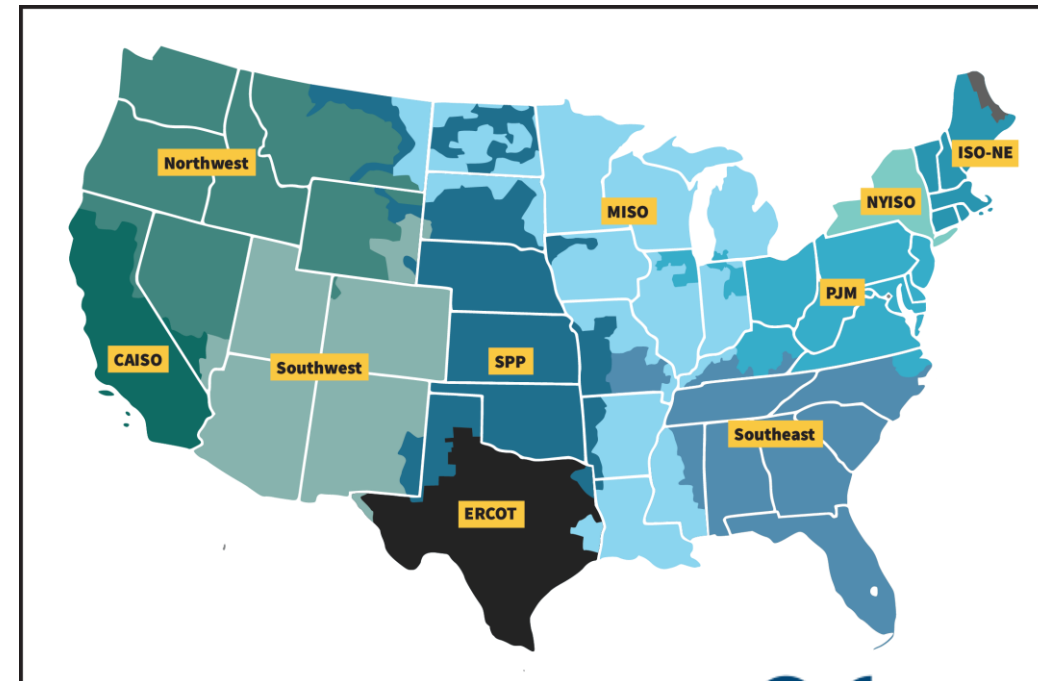 Northwest
ISO-NE
NYISO
MISO
PJM
CAISO
Southwest
SPP
Southeast
ERCOT